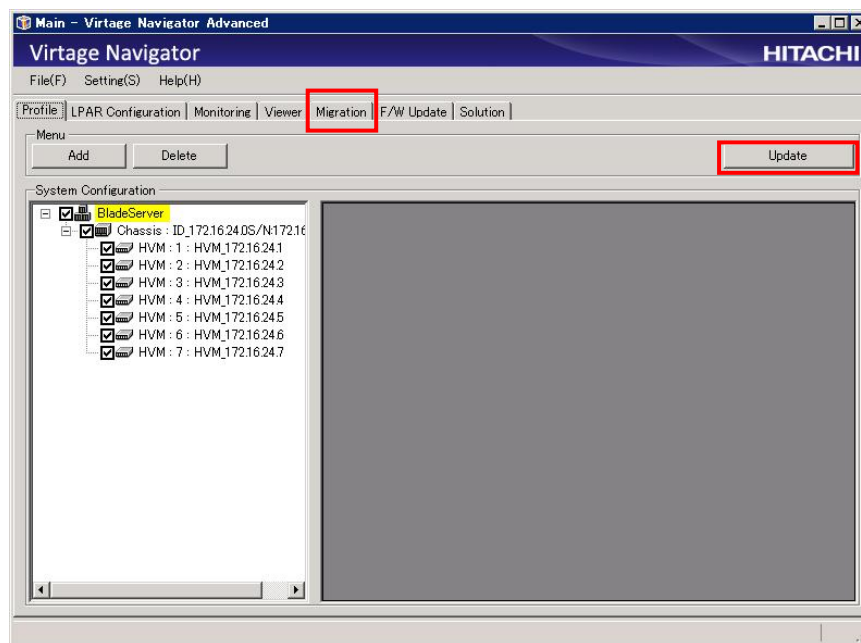 Main - Virtage Navigator Advanced
Virtage Navigator
HITACHI
File(F) Setting(S) Help(H)
Profile LPAR Configuration Monitoring Viewer Migration F/W Update Solution
Menu
Add Delete Update
System Configuration
BladeServer
Chassis : ID_172.16.24.0S/N:172.16
HVM : 1 : HVM_172.16.24.1
HVM : 2 : HVM_172.16.24.2
HVM : 3 : HVM_172.16.24.3
HVM : 4 : HVM_172.16.24.4
HVM : 5 : HVM_172.16.24.5
HVM : 6 : HVM_172.16.24.6
HVM : 7 : HVM_172.16.24.7